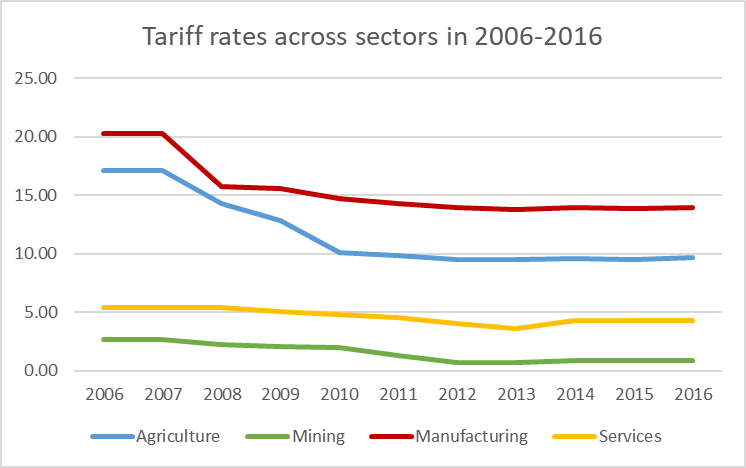 Tariff rates across sectors in 2006-2016
25.00
20.00
15.00
10.00
5.00
0.00
2006 2007 2008 2009 2010 2011 2012 2013 2014 2015 2016
Agriculture Mining Manufacturing Services